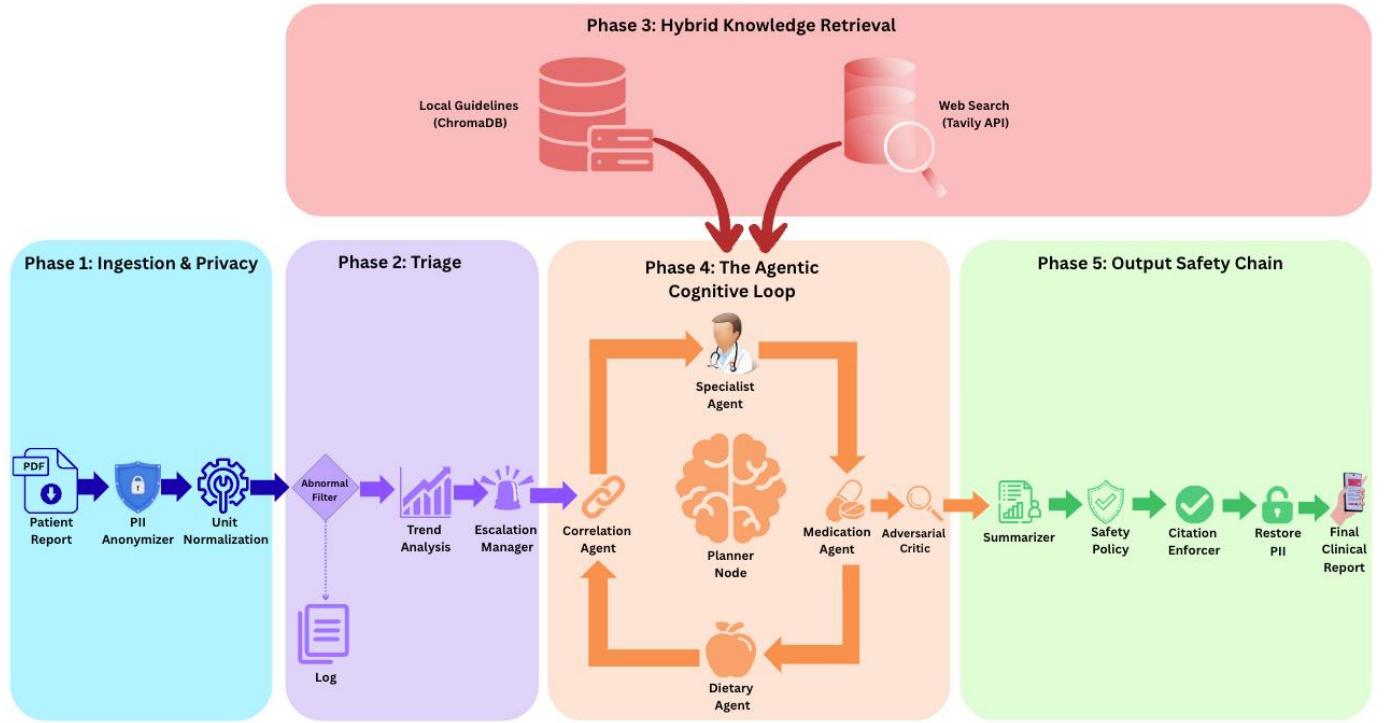 Phase 3: Hybrid Knowledge Retrieval
Local Guidelines
(ChromaDB)
Web Search
(Tavily API)
Phase 1: Ingestion & Privacy
PDF
Patient
Report
PII
Anonymizer
Unit
Normalization
Phase 2: Triage
Abnormal
Filter
Trend
Analysis
Escalation
Manager
Log
Phase 4: The Agentic
Cognitive Loop
Specialist
Agent
Correlation
Agent
Planner
Node
Medication
Agent
Adversarial
Critic
Dietary
Agent
Phase 5: Output Safety Chain
Summarizer
Safety
Policy
Citation
Enforcer
Restore
PII
Final
Clinical
Report